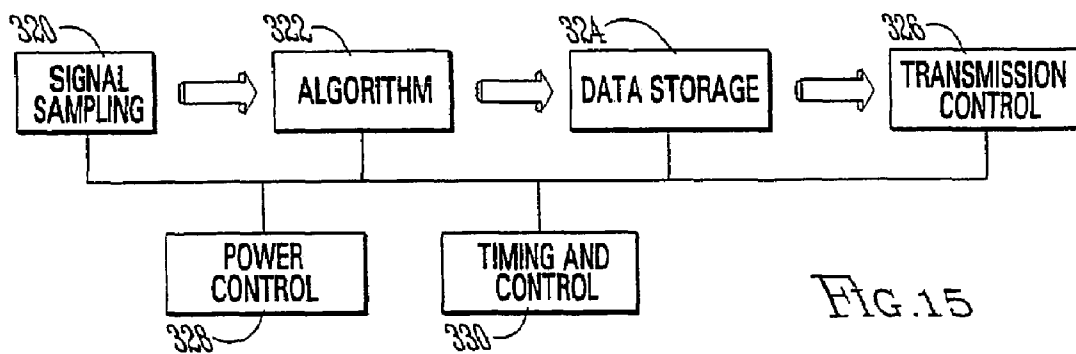 320
322
324
326
SIGNAL
SAMPLING
ALGORITHM
DATA STORAGE
TRANSMISSION
CONTROL
POWER
CONTROL
TIMING AND
CONTROL
328
330
FIG.15